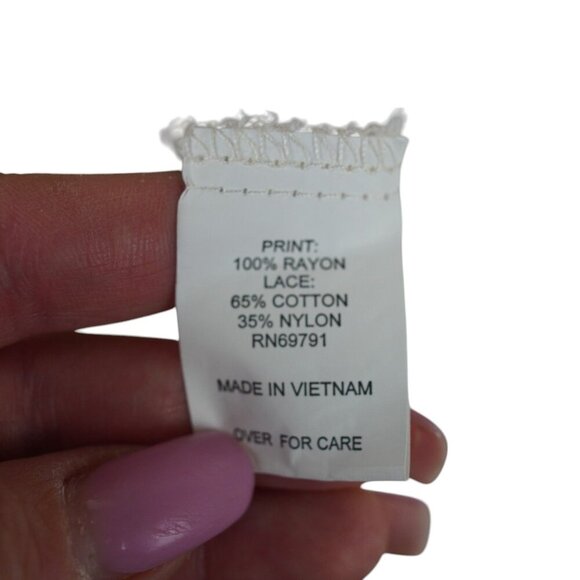 PRINT:
100% RAYON
LACE:
65% COTTON
35% NYLON
RN69791
MADE IN VIETNAM
OVER FOR CARE